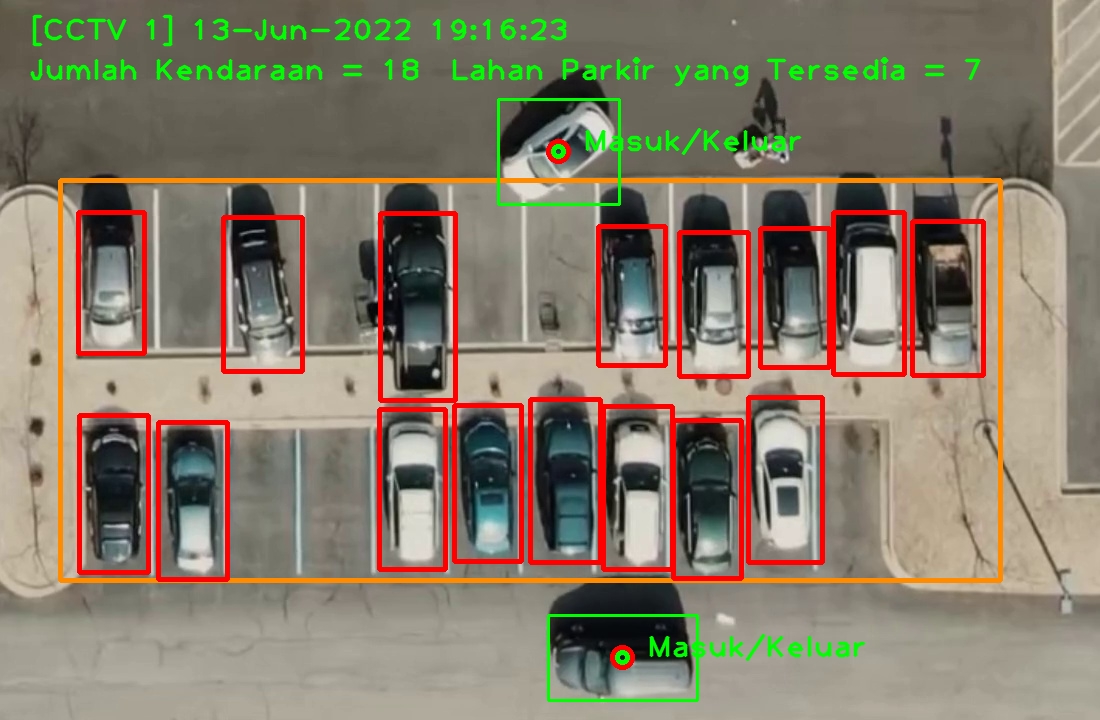 [CCTV 1] 13-Jun-2022 19:16:23
Jumlah Kendaraan = 18 Lahan Parkir yang Tersedia = 7
Masuk/Keluar
Masuk/Keluar